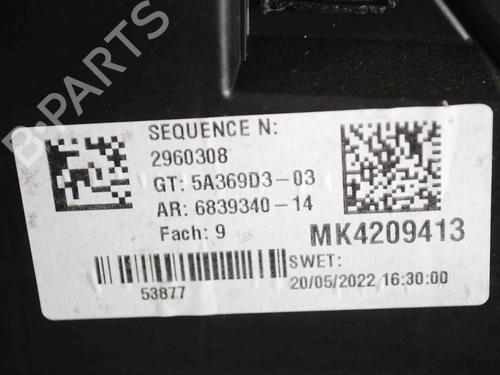 B-PARTS
SEQUENCE N:
2960308
GT: 5A369D3-03
AR: 6839340-14
Fach: 9
MK4209413
SWET:
53877
20/05/2022 16:30:00